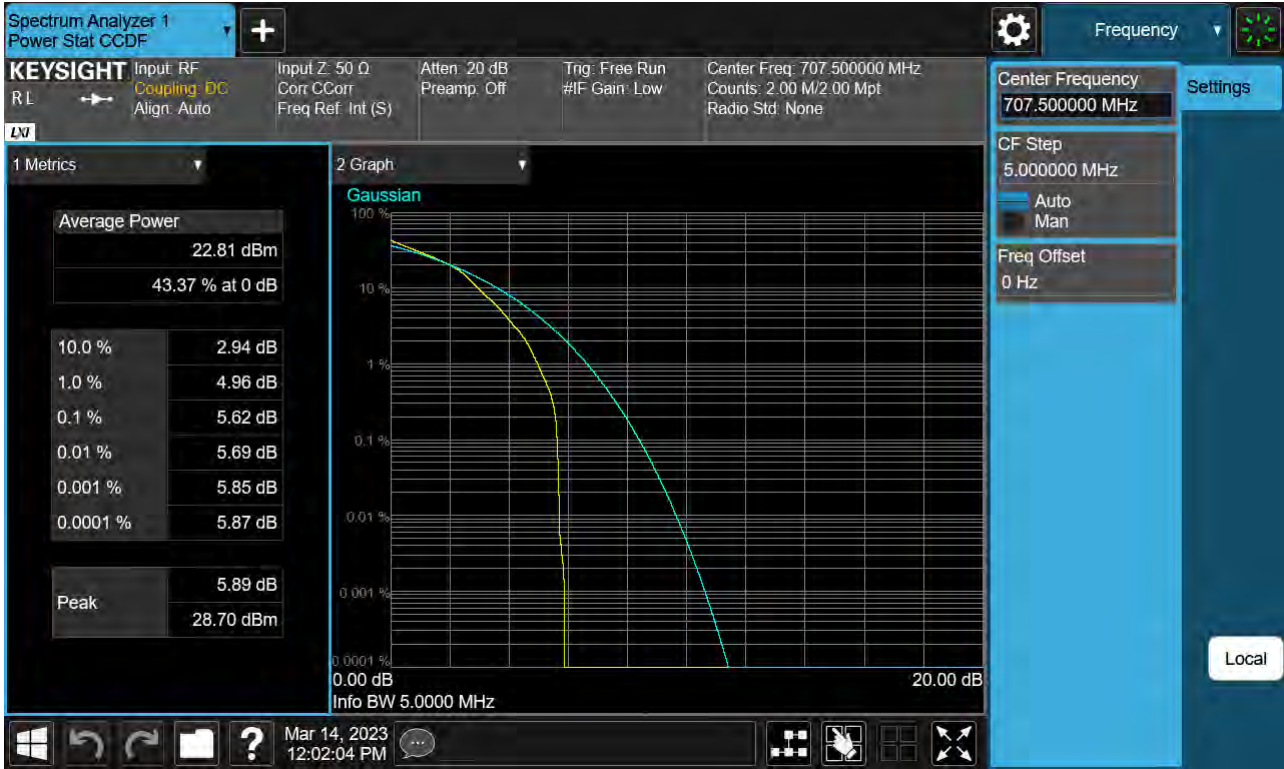 Spectrum Analyzer 1
Power Stat CCDF
Frequency
KEYSIGHT
R L
LXI
Input: RF
Coupling: DC
Align: Auto
Input Z: 50 Ω
Corr CCorr
Freq Ref: Int (S)
Atten: 20 dB
Preamp: Off
Trig: Free Run
#IF Gain: Low
Center Freq: 707.500000 MHz
Counts: 2.00 M/2.00 Mpt
Radio Std: None
Center Frequency
707.500000 MHz
Settings
CF Step
5.000000 MHz
Auto
Man
Freq Offset
0 Hz
Local
1 Metrics
Average Power
22.81 dBm
43.37 % at 0 dB
10.0 % 2.94 dB
1.0 % 4.96 dB
0.1 % 5.62 dB
0.01 % 5.69 dB
0.001 % 5.85 dB
0.0001 % 5.87 dB
Peak
5.89 dB
28.70 dBm
2 Graph
Gaussian
100 %
10 %
1 %
0.1 %
0.01 %
0.001 %
0.0001 %
0.00 dB 20.00 dB
Info BW 5.0000 MHz
?
Mar 14, 2023
12:02:04 PM